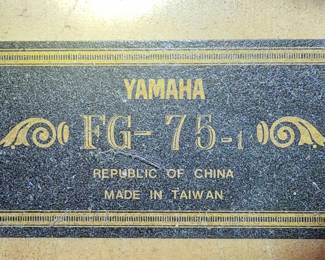 YAMAHA
FG-75-1
REPUBLIC OF CHINA
MADE IN TAIWAN